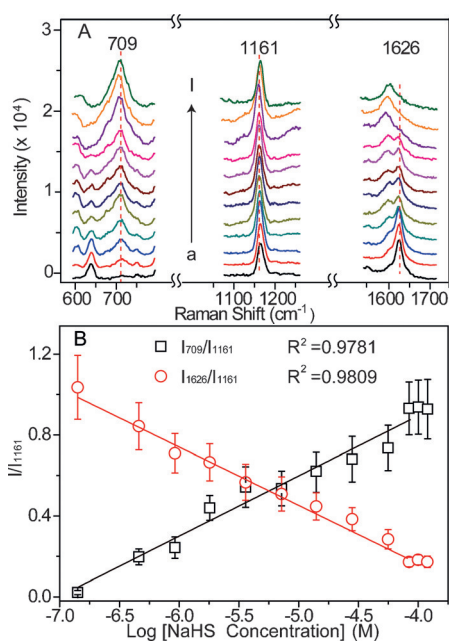 A
709
1161
1626
l
a
Intensity (x 10⁴)
3
2
1
0
600 700 1100 1200 1600 1700
Raman Shift (cm⁻¹)
B
I₇₀₉/I₁₁₆₁ R² =0.9781
I₁₆₂₆/I₁₁₆₁ R² =0.9809
I/I₁₁₆₁
1.2
0.8
0.4
0.0
-7.0 -6.5 -6.0 -5.5 -5.0 -4.5 -4.0
Log [NaHS Concentration] (M)